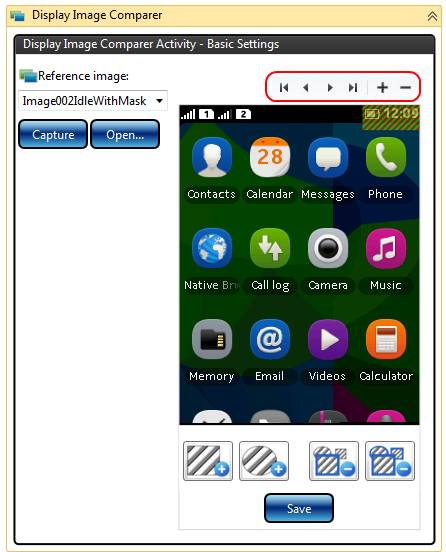 Display Image Comparer
Display Image Comparer Activity - Basic Settings
Reference image:
Image002IdleWithMask
Capture Open...
1 2 12:09
28
Contacts Calendar Messages Phone
Native Bro Call log Camera Music
@
Memory Email Videos Calculator
Save